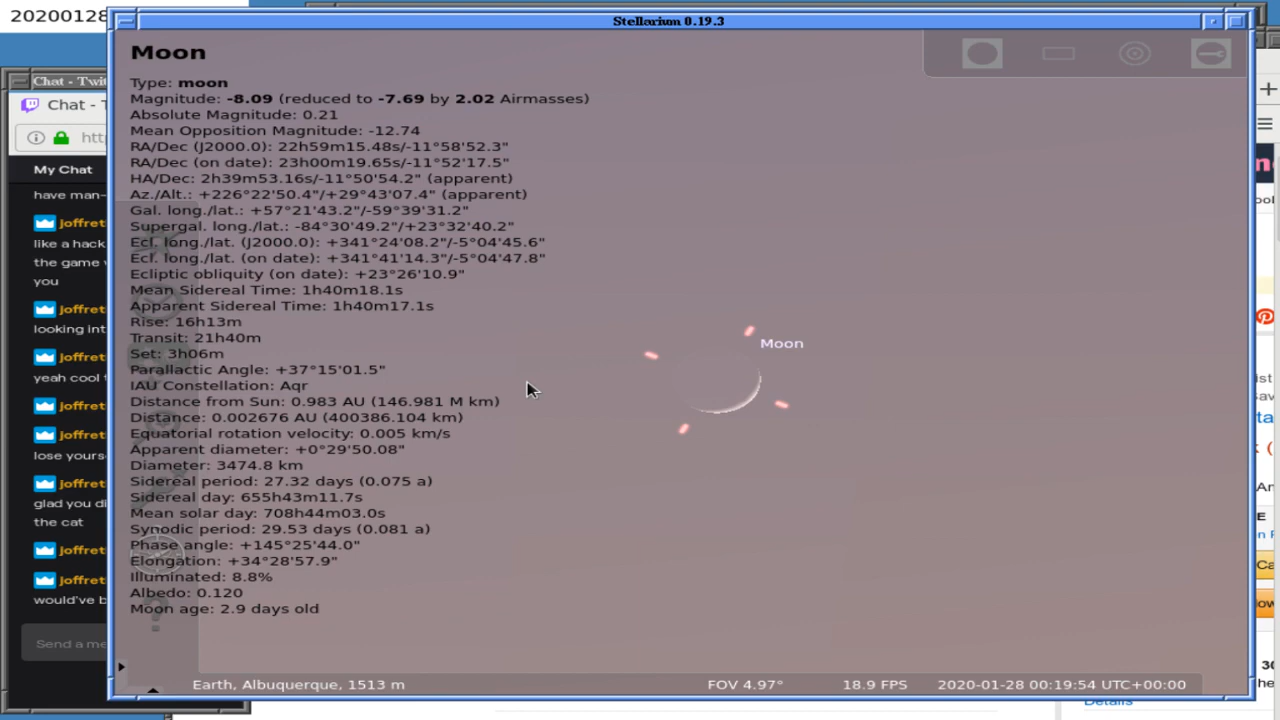 20200128
Stellarium 0.19.3
Chat - Twit
Chat - T
http
My Chat
have man-
Joffret
like a hack
the game w
you
Joffret
looking int
Joffret
yeah cool t
Joffret
Joffret
lose yours
Joffret
glad you di
the cat
Joffret
Joffret
would've b
Send a me
Moon
Type: moon
Magnitude: -8.09 (reduced to -7.69 by 2.02 Airmasses)
Absolute Magnitude: 0.21
Mean Opposition Magnitude: -12.74
RA/Dec (J2000.0): 22h59m15.48s/-11°58'52.3"
RA/Dec (on date): 23h00m19.65s/-11°52'17.5"
HA/Dec: 2h39m53.16s/-11°50'54.2" (apparent)
Az./Alt.: +226°22'50.4"/+29°43'07.4" (apparent)
Gal. long./lat.: +57°21'43.2"/-59°39'31.2"
Supergal. long./lat.: -84°30'49.2"/+23°32'40.2"
Ecl. long./lat. (J2000.0): +341°24'08.2"/-5°04'45.6"
Ecl. long./lat. (on date): +341°41'14.3"/-5°04'47.8"
Ecliptic obliquity (on date): +23°26'10.9"
Mean Sidereal Time: 1h40m18.1s
Apparent Sidereal Time: 1h40m17.1s
Rise: 16h13m
Transit: 21h40m
Set: 3h06m
Parallactic Angle: +37°15'01.5"
IAU Constellation: Aqr
Distance from Sun: 0.983 AU (146.981 M km)
Distance: 0.002676 AU (400386.104 km)
Equatorial rotation velocity: 0.005 km/s
Apparent diameter: +0°29'50.08"
Diameter: 3474.8 km
Sidereal period: 27.32 days (0.075 a)
Sidereal day: 655h43m11.7s
Mean solar day: 708h44m03.0s
Synodic period: 29.53 days (0.081 a)
Phase angle: +145°25'44.0"
Elongation: +34°28'57.9"
Illuminated: 8.8%
Albedo: 0.120
Moon age: 2.9 days old
Moon
Earth, Albuquerque, 1513 m
FOV 4.97°
18.9 FPS
2020-01-28 00:19:54 UTC+00:00
Details